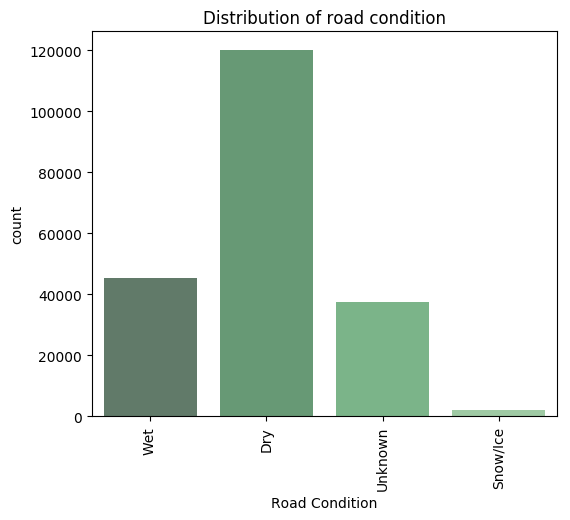 Distribution of road condition
120000
100000
80000
60000
40000
20000
0
count
Wet
Dry
Unknown
Snow/Ice
Road Condition